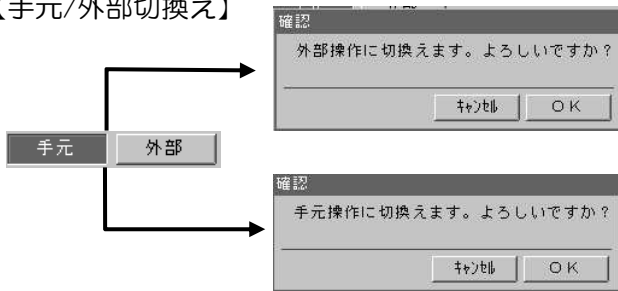 【手元/外部切換え】
確認
外部操作に切換えます。よろしいですか?
ｷｬﾝｾﾙ OK
手元 外部
確認
手元操作に切換えます。よろしいですか?
ｷｬﾝｾﾙ OK